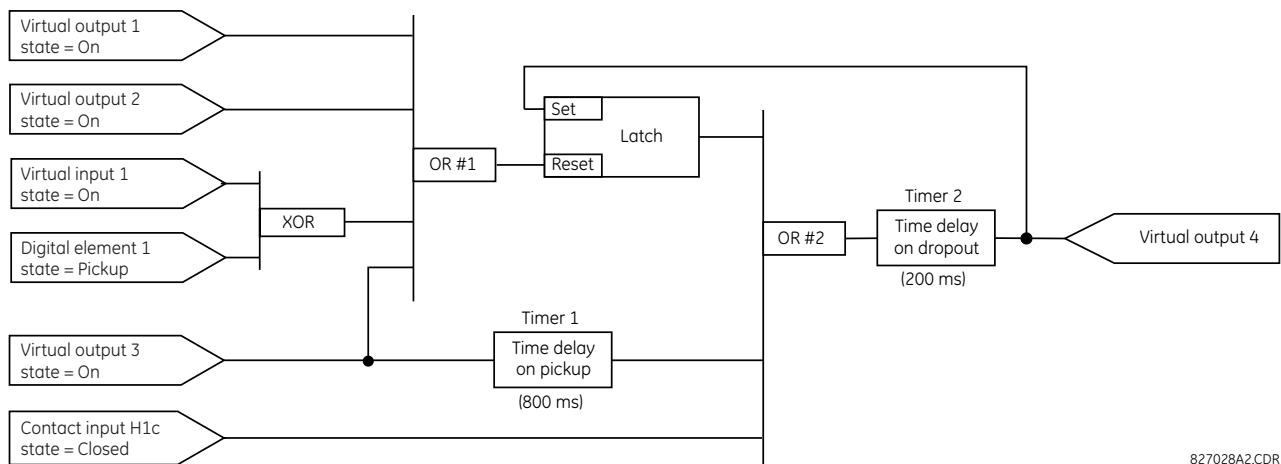 Virtual output 1
state = On
Virtual output 2
state = On
Virtual input 1
state = On
Digital element 1
state = Pickup
Virtual output 3
state = On
Contact input H1c
state = Closed
XOR
OR #1
Set
Latch
Reset
Timer 1
Time delay
on pickup
(800 ms)
OR #2
Timer 2
Time delay
on dropout
(200 ms)
Virtual output 4
827028A2.CDR